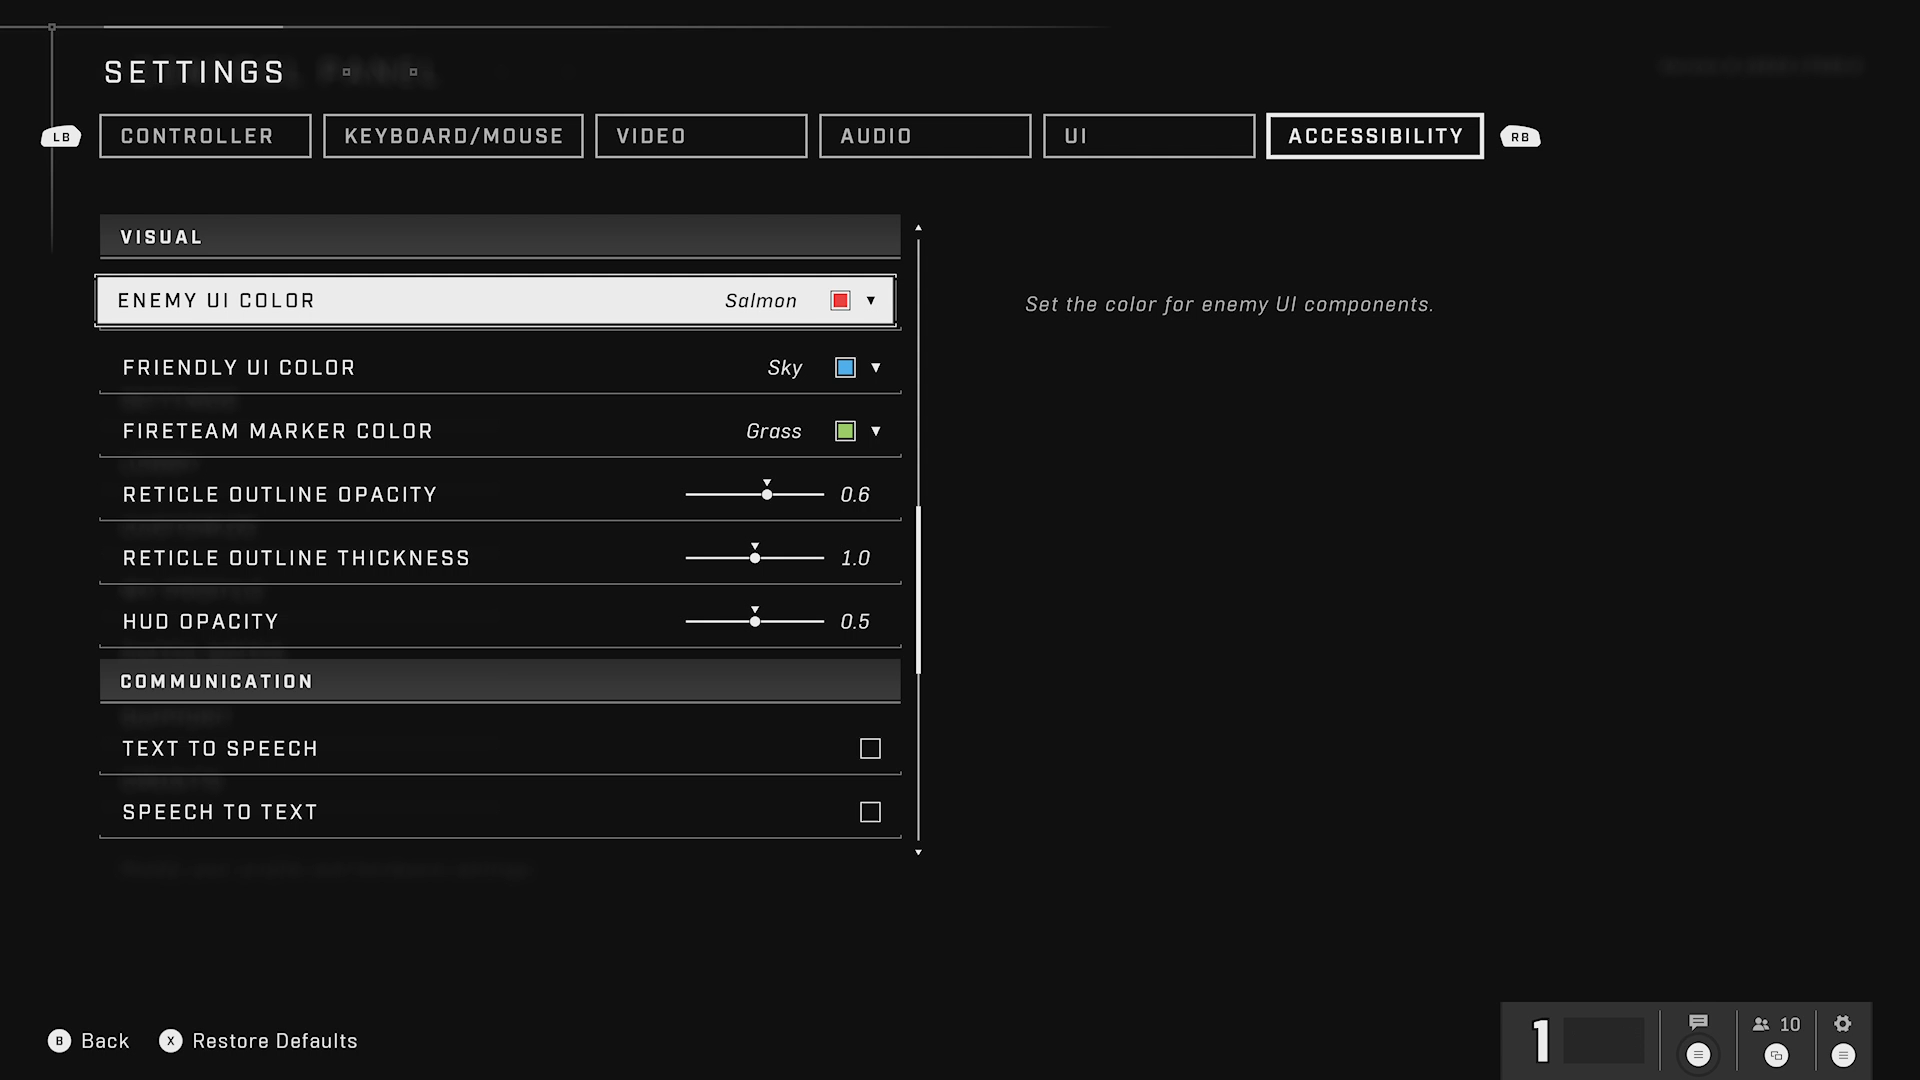 SETTINGS
LB
CONTROLLER
KEYBOARD/MOUSE
VIDEO
AUDIO
UI
ACCESSIBILITY
RB
VISUAL
ENEMY UI COLOR Salmon
Set the color for enemy UI components.
FRIENDLY UI COLOR Sky
FIRETEAM MARKER COLOR Grass
RETICLE OUTLINE OPACITY 0.6
RETICLE OUTLINE THICKNESS 1.0
HUD OPACITY 0.5
COMMUNICATION
TEXT TO SPEECH
SPEECH TO TEXT
B Back
X Restore Defaults
1
10